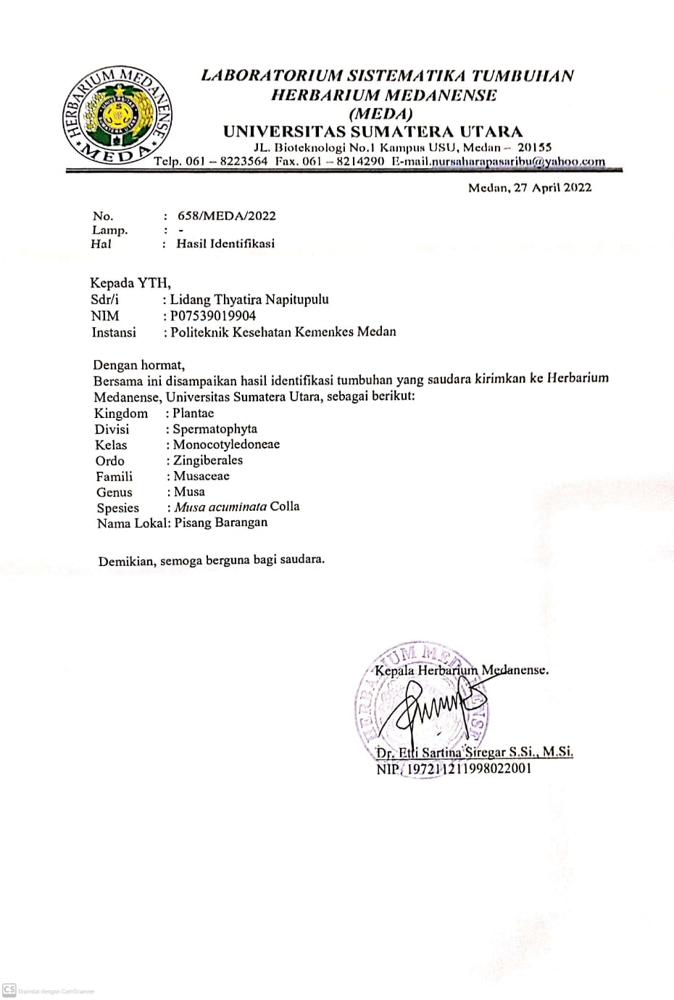 LABORATORIUM SISTEMATIKA TUMBUHAN
HERBARIUM MEDANENSE
(MEDA)
UNIVERSITAS SUMATERA UTARA
JL. Bioteknologi No.1 Kampus USU, Medan – 20155
Telp. 061 – 8223564 Fax. 061 – 8214290 E-mail.nursaharapasaribu@yahoo.com
HERBARIUM MEDANENSE
MEDA
UNIVERSITAS
SUMATERA UTARA
Medan, 27 April 2022
No. : 658/MEDA/2022
Lamp. : -
Hal : Hasil Identifikasi
Kepada YTH,
Sdr/i : Lidang Thyatira Napitupulu
NIM : P07539019904
Instansi : Politeknik Kesehatan Kemenkes Medan
Dengan hormat,
Bersama ini disampaikan hasil identifikasi tumbuhan yang saudara kirimkan ke Herbarium
Medanense, Universitas Sumatera Utara, sebagai berikut:
Kingdom : Plantae
Divisi : Spermatophyta
Kelas : Monocotyledoneae
Ordo : Zingiberales
Famili : Musaceae
Genus : Musa
Spesies : Musa acuminata Colla
Nama Lokal: Pisang Barangan
Demikian, semoga berguna bagi saudara.
HERBARIUM MEDANENSE
Kepala Herbarium Medanense.
Dr. Etti Sartina Siregar S.Si., M.Si.
NIP. 197211211998022001
CS Dipindai dengan CamScanner